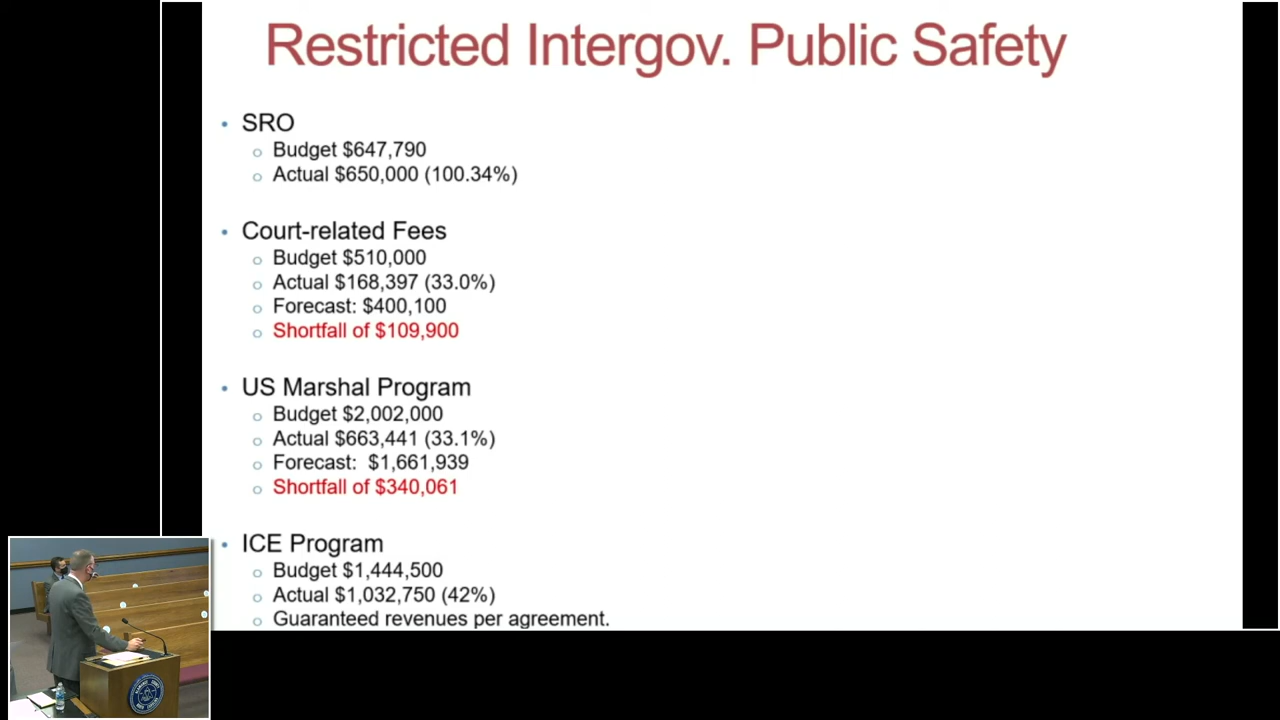 Restricted Intergov. Public Safety
• SRO
o Budget $647,790
o Actual $650,000 (100.34%)
• Court-related Fees
o Budget $510,000
o Actual $168,397 (33.0%)
o Forecast: $400,100
o Shortfall of $109,900
• US Marshal Program
o Budget $2,002,000
o Actual $663,441 (33.1%)
o Forecast: $1,661,939
o Shortfall of $340,061
• ICE Program
o Budget $1,444,500
o Actual $1,032,750 (42%)
o Guaranteed revenues per agreement.